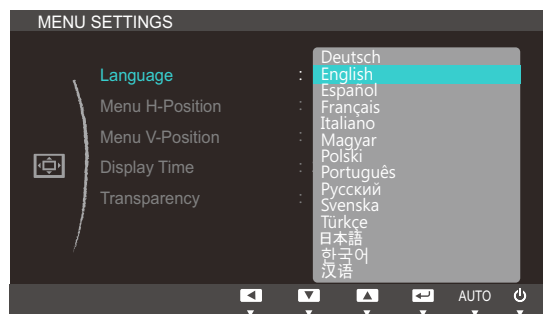 MENU SETTINGS
Language :
Menu H-Position :
Menu V-Position :
Display Time :
Transparency :
Deutsch
English
Español
Français
Italiano
Magyar
Polski
Português
Русский
Svenska
Türkçe
日本語
한국어
汉语
AUTO